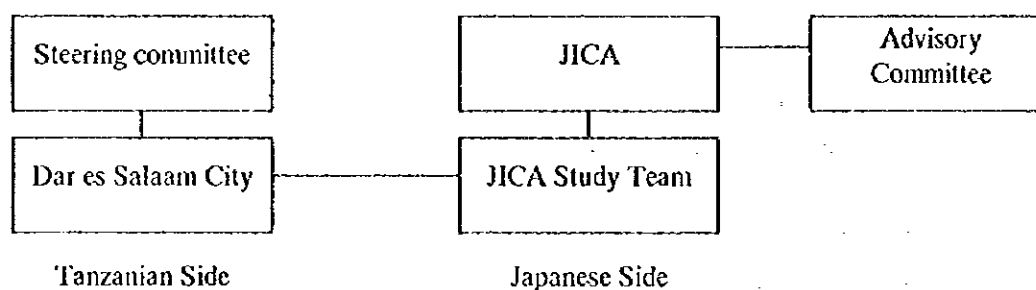 Steering committee
JICA
Advisory
Committee
Dar es Salaam City
JICA Study Team
Tanzanian Side
Japanese Side